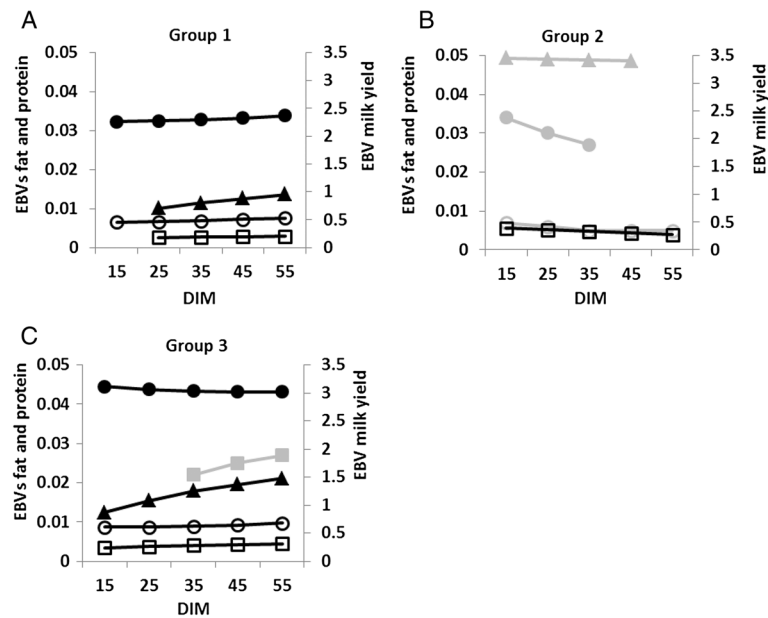 A
Group 1
EBVs fat and protein
0.05
0.04
0.03
0.02
0.01
0
3.5
3
2.5
2
1.5
1
0.5
0
EBV milk yield
15 25 35 45 55
DIM
B
Group 2
EBVs fat and protein
0.05
0.04
0.03
0.02
0.01
0
3.5
3
2.5
2
1.5
1
0.5
0
EBV milk yield
15 25 35 45 55
DIM
C
Group 3
EBVs fat and protein
0.05
0.04
0.03
0.02
0.01
0
3.5
3
2.5
2
1.5
1
0.5
0
EBV milk yield
15 25 35 45 55
DIM